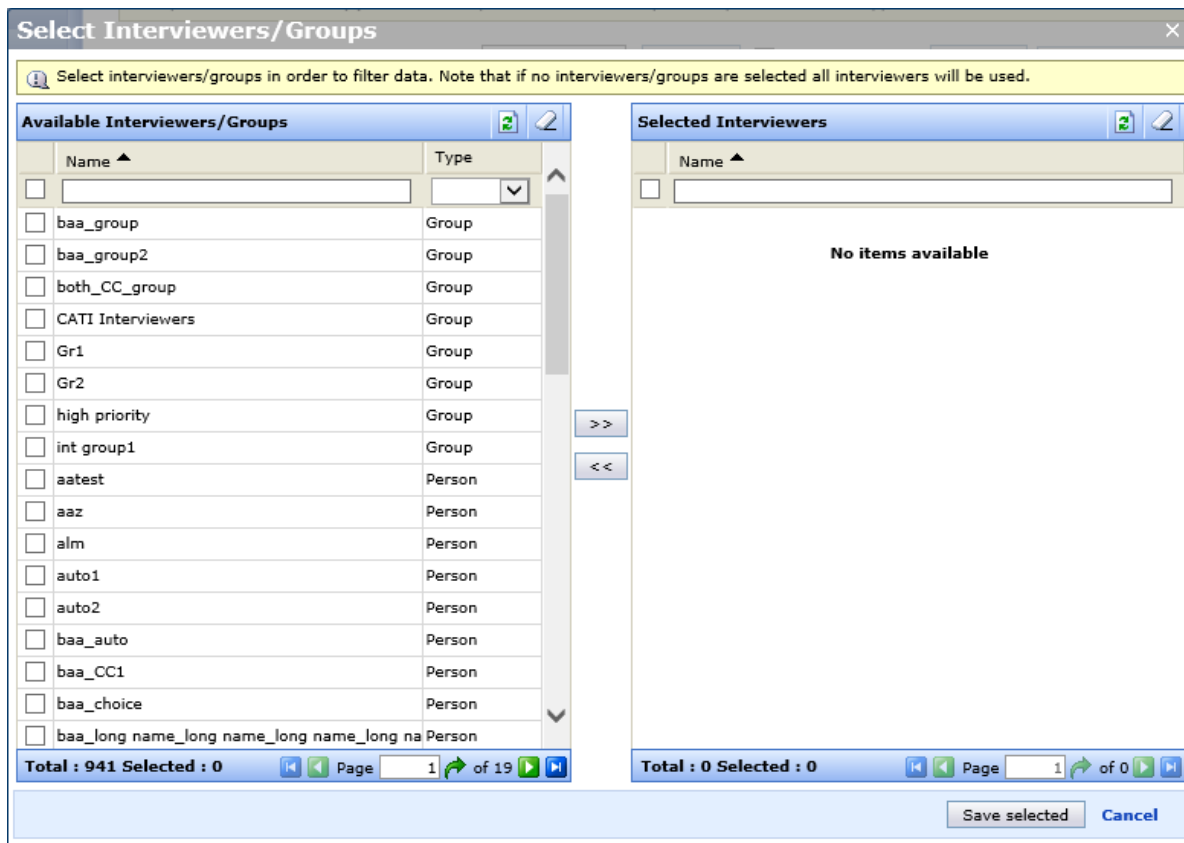 Select Interviewers/Groups
Select interviewers/groups in order to filter data. Note that if no interviewers/groups are selected all interviewers will be used.
Available Interviewers/Groups
Name Type
baa_group Group
baa_group2 Group
both_CC_group Group
CATI Interviewers Group
Gr1 Group
Gr2 Group
high priority Group
int group1 Group
aatest Person
aaz Person
alm Person
auto1 Person
auto2 Person
baa_auto Person
baa_CC1 Person
baa_choice Person
baa_long name_long name_long name_long na Person
Total : 941 Selected : 0 Page 1 of 19
>>
<<
Selected Interviewers
Name
No items available
Total : 0 Selected : 0 Page 1 of 0
Save selected Cancel